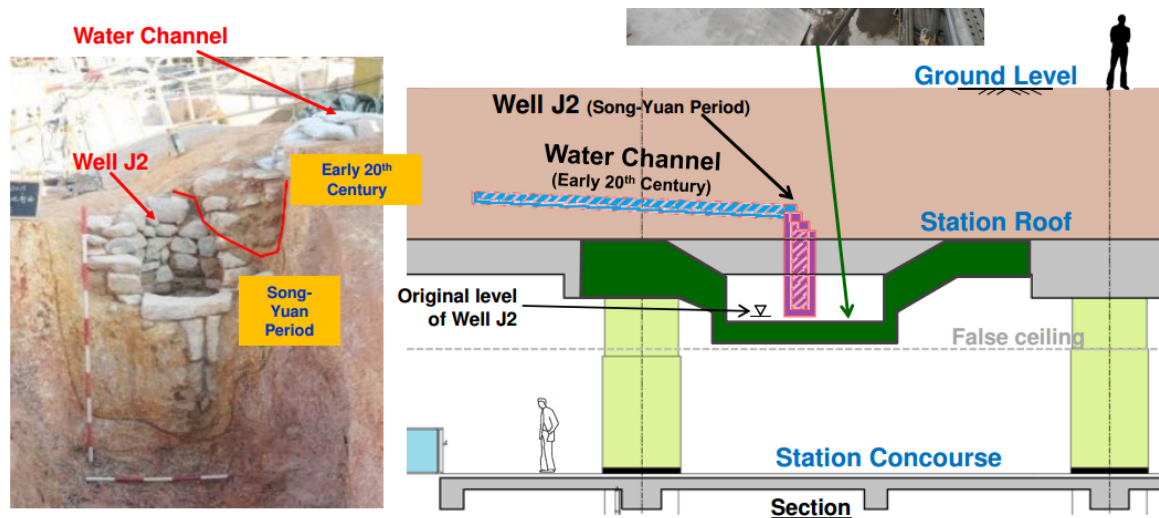 Water Channel
Well J2
Early 20th
Century
Song-
Yuan
Period
Ground Level
Well J2 (Song-Yuan Period)
Water Channel
(Early 20th Century)
Station Roof
Original level
of Well J2
False ceiling
Station Concourse
Section